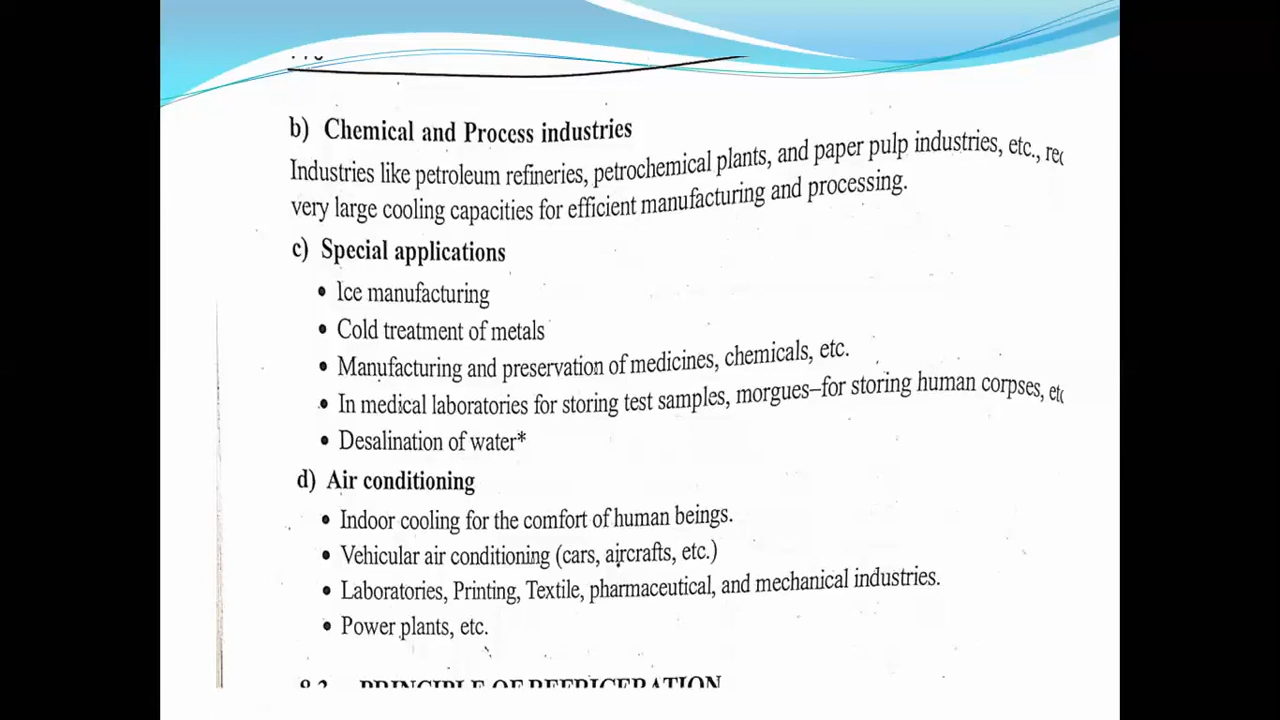 b) Chemical and Process industries
Industries like petroleum refineries, petrochemical plants, and paper pulp industries, etc.,
very large cooling capacities for efficient manufacturing and processing.
c) Special applications
• Ice manufacturing
• Cold treatment of metals
• Manufacturing and preservation of medicines, chemicals, etc.
• In medical laboratories for storing test samples, morgues–for storing human corpses, etc
• Desalination of water*
d) Air conditioning
• Indoor cooling for the comfort of human beings.
• Vehicular air conditioning (cars, aircrafts, etc.)
• Laboratories, Printing, Textile, pharmaceutical, and mechanical industries.
• Power plants, etc.
PRINCIPLE OF REFRIGERATION